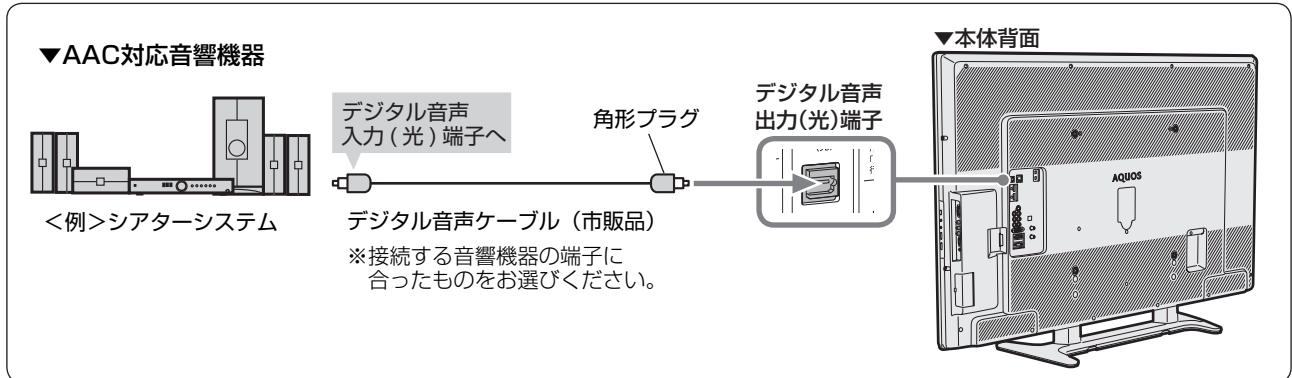 ▼AAC対応音響機器
<例>シアターシステム
デジタル音声
入力(光)端子へ
角形プラグ
デジタル音声ケーブル（市販品）
※接続する音響機器の端子に
合ったものをお選びください。
デジタル音声
出力(光)端子
▼本体背面
AQUOS